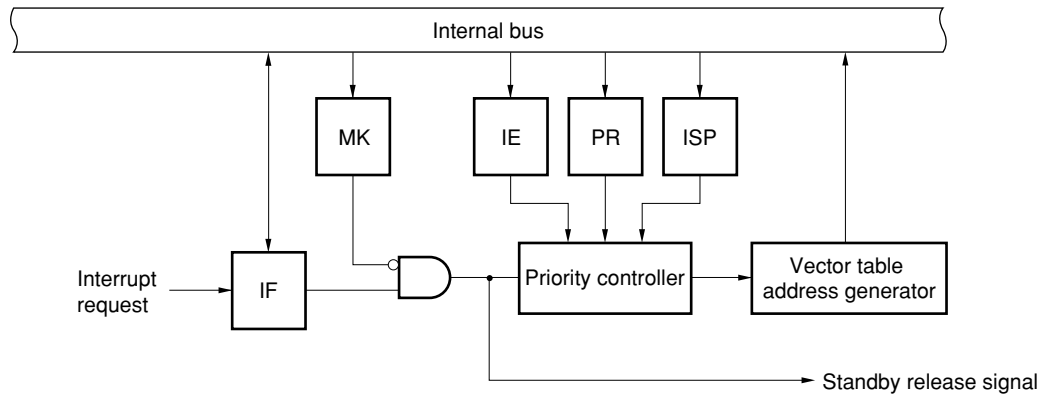 Internal bus
MK
IE
PR
ISP
Interrupt
request
IF
Priority controller
Vector table
address generator
Standby release signal